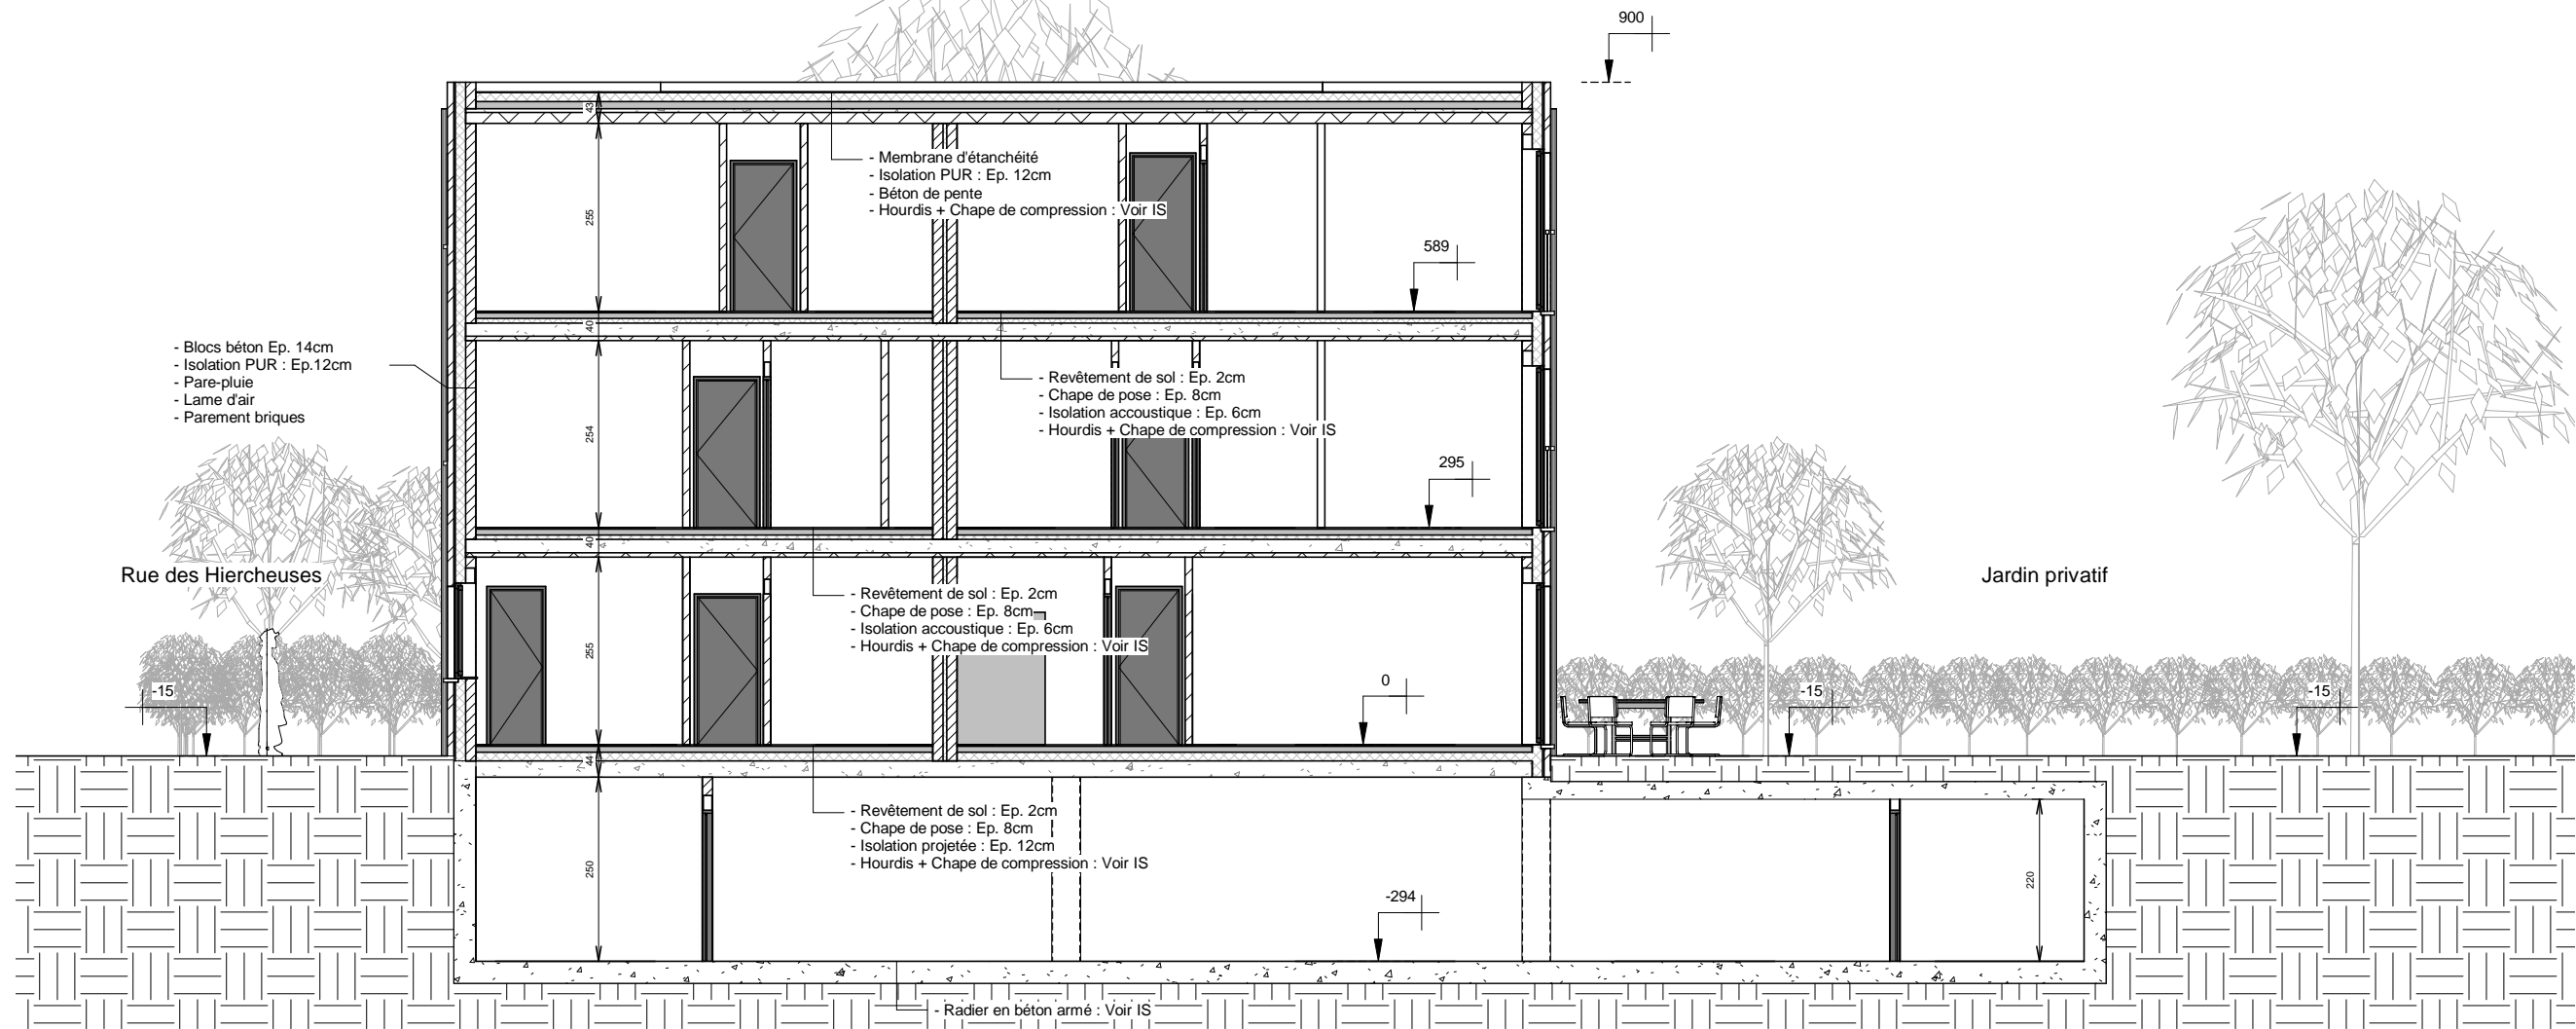 900
43
- Membrane d'étanchéité
- Isolation PUR : Ep. 12cm
- Béton de pente
- Hourdis + Chape de compression : Voir IS
255
589
40
- Blocs béton Ep. 14cm
- Isolation PUR : Ep.12cm
- Pare-pluie
- Lame d'air
- Parement briques
- Revêtement de sol : Ep. 2cm
- Chape de pose : Ep. 8cm
- Isolation accoustique : Ep. 6cm
- Hourdis + Chape de compression : Voir IS
254
295
40
Rue des Hiercheuses
Jardin privatif
- Revêtement de sol : Ep. 2cm
- Chape de pose : Ep. 8cm
- Isolation accoustique : Ep. 6cm
- Hourdis + Chape de compression : Voir IS
255
0
-15
-15
-15
44
- Revêtement de sol : Ep. 2cm
- Chape de pose : Ep. 8cm
- Isolation projetée : Ep. 12cm
- Hourdis + Chape de compression : Voir IS
250
220
-294
- Radier en béton armé : Voir IS